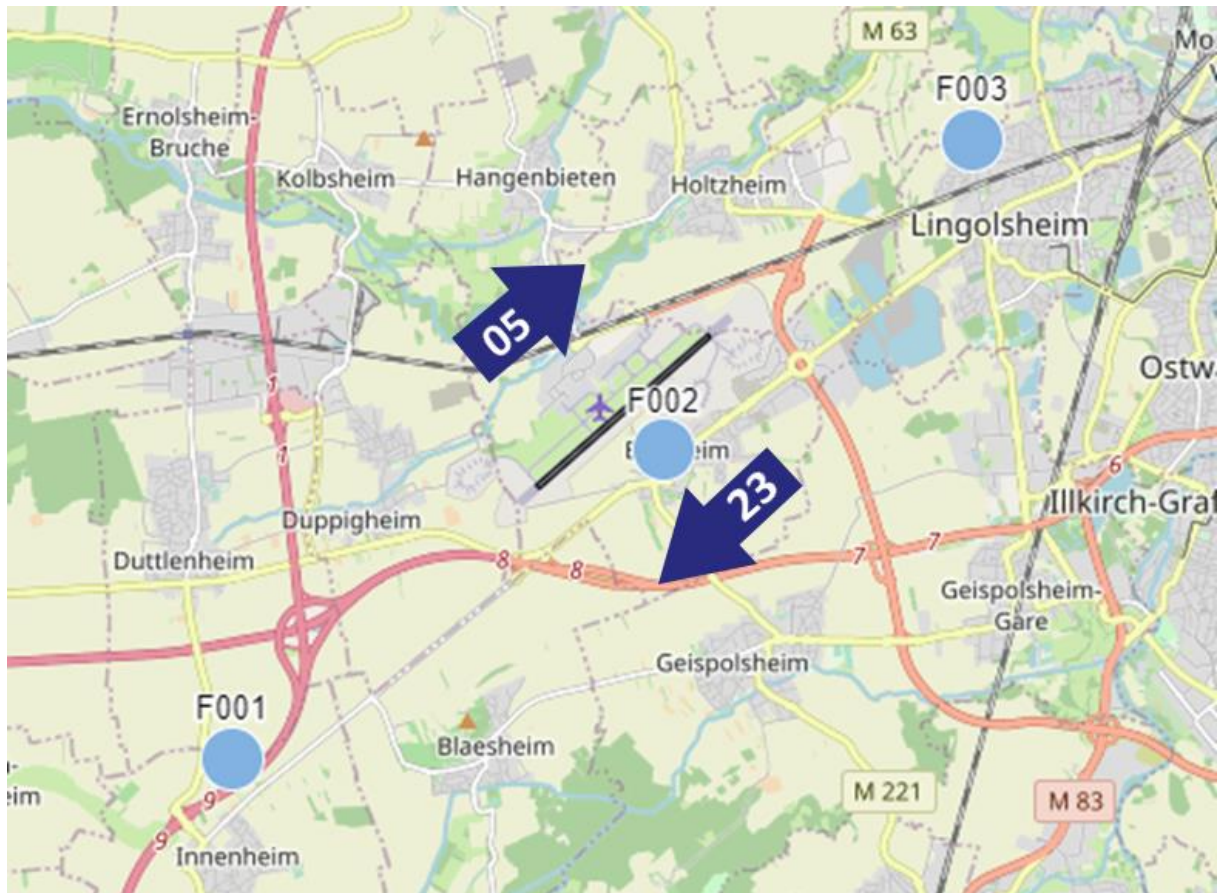 M 63
Mo
F003
Ernolsheim-
Bruche
Kolbsheim
Hangenbieten
Holtzheim
Lingolsheim
05
1
Ostwa
F002
1
6
23
Duppigheim
Illkirch-Graf
Duttlenheim
8
8
7
7
Geispolsheim-
Gare
Geispolsheim
F001
Blaesheim
eim
9
9
M 221
M 83
Innenheim